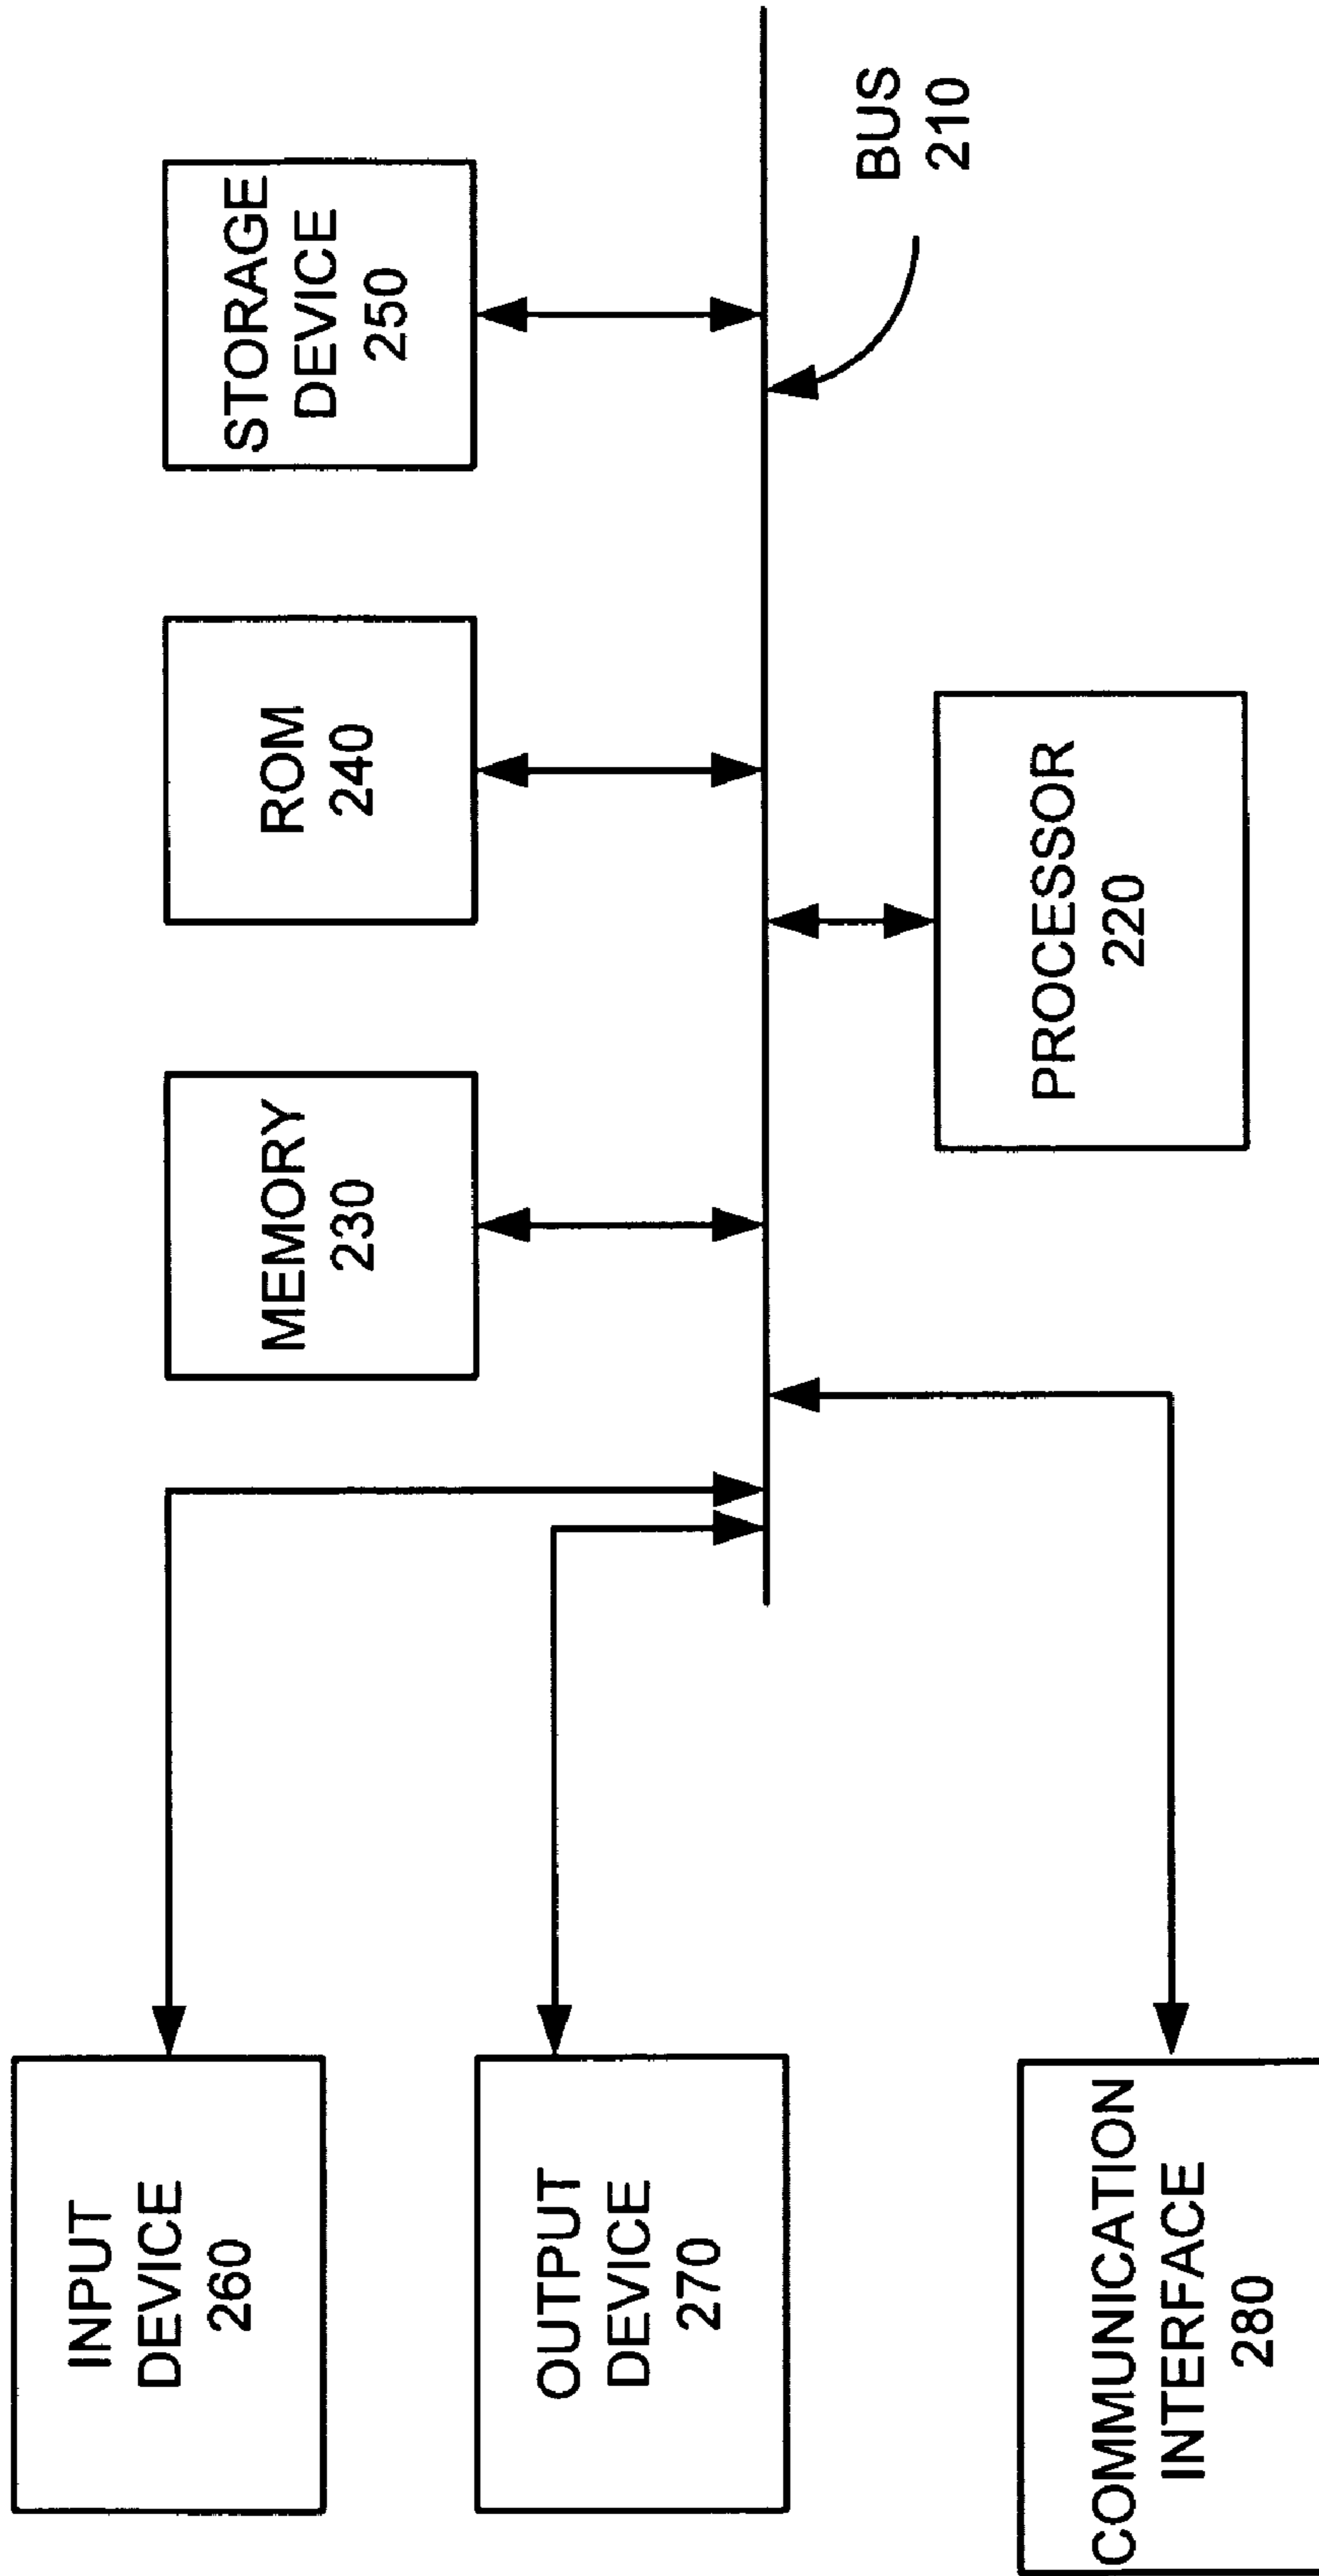 INPUT
DEVICE
260
MEMORY
230
ROM
240
STORAGE
DEVICE
250
OUTPUT
DEVICE
270
BUS
210
PROCESSOR
220
COMMUNICATION
INTERFACE
280